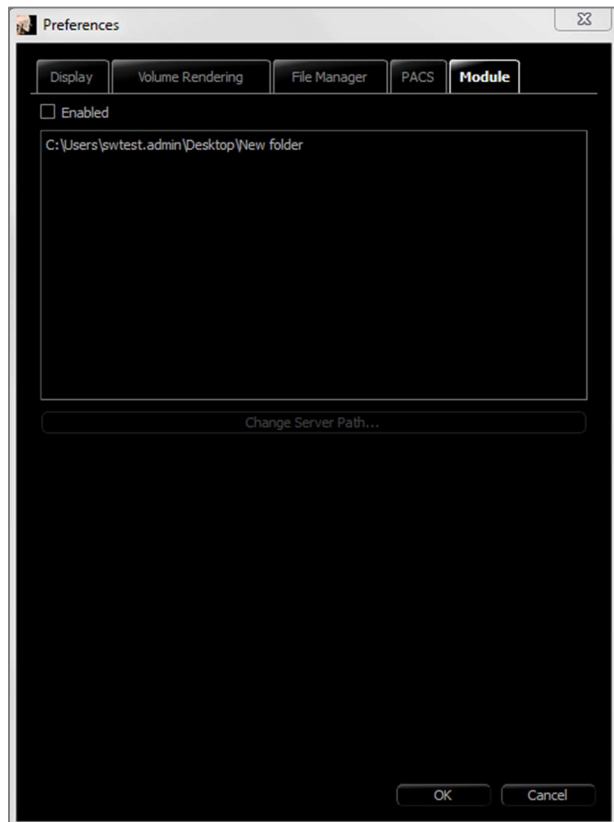 Preferences
Display Volume Rendering File Manager PACS Module
Enabled
C:\Users\swtest.admin\Desktop\New folder
Change Server Path...
OK Cancel